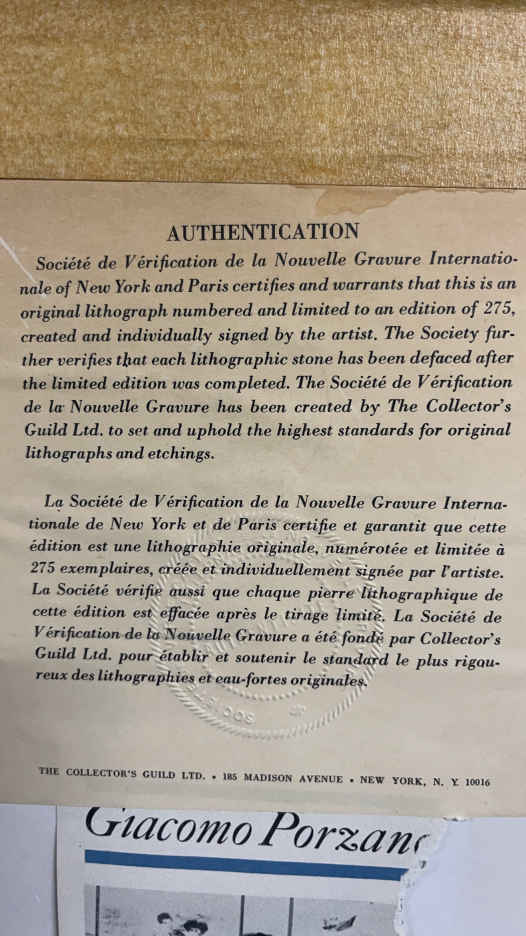 AUTHENTICATION
Société de Vérification de la Nouvelle Gravure Internatio-
nale of New York and Paris certifies and warrants that this is an
original lithograph numbered and limited to an edition of 275,
created and individually signed by the artist. The Society fur-
ther verifies that each lithographic stone has been defaced after
the limited edition was completed. The Société de Vérification
de la Nouvelle Gravure has been created by The Collector's
Guild Ltd. to set and uphold the highest standards for original
lithographs and etchings.
La Société de Vérification de la Nouvelle Gravure Interna-
tionale de New York et de Paris certifie et garantit que cette
édition est une lithographie originale, numérotée et limitée à
275 exemplaires, créée et individuellement signée par l'artiste.
La Société vérifie aussi que chaque pierre lithographique de
cette édition est effacée après le tirage limité. La Société de
Vérification de la Nouvelle Gravure a été fondé par Collector's
Guild Ltd. pour établir et soutenir le standard le plus rigou-
reux des lithographies et eau-fortes originales.
THE COLLECTOR'S GUILD LTD. • 185 MADISON AVENUE • NEW YORK, N. Y. 10016
Giacomo